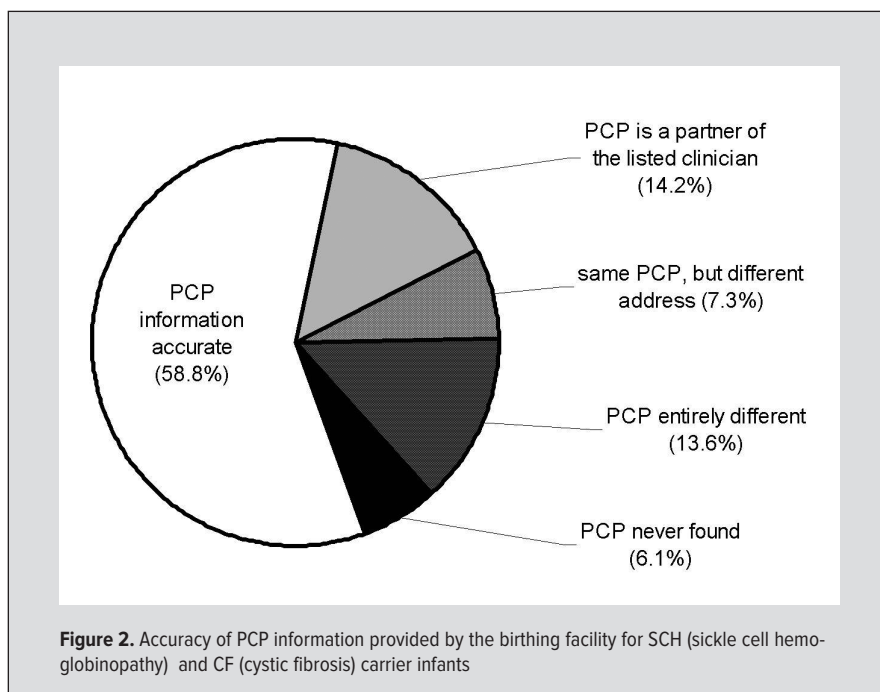 PCP is a partner of
the listed clinician
(14.2%)
PCP
information
accurate
(58.8%)
same PCP, but different
address (7.3%)
PCP entirely different
(13.6%)
PCP never found
(6.1%)
Figure 2. Accuracy of PCP information provided by the birthing facility for SCH (sickle cell hemo-
globinopathy) and CF (cystic fibrosis) carrier infants